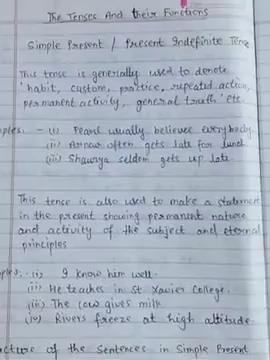 The Tenses And their Functions
Simple Present / Present Indefinite Tense
This tense is generally used to denote
'habit, custom, practice, repeated action,
permanent activity, general truth' etc.
ples: - (i) Pearl usually believes everybody.
(ii) Arnav often gets late for lunch
(iii) Shaurya seldom gets up late.
This tense is also used to make a statement
in the present showing permanent nature
and activity of the subject and eternal
principles
ples:- (i) I know him well.
(ii) He teaches in St Xavier College.
(iii) The cow gives milk.
(iv) Rivers freeze at high altitude.
cture of the Sentences in Simple Present